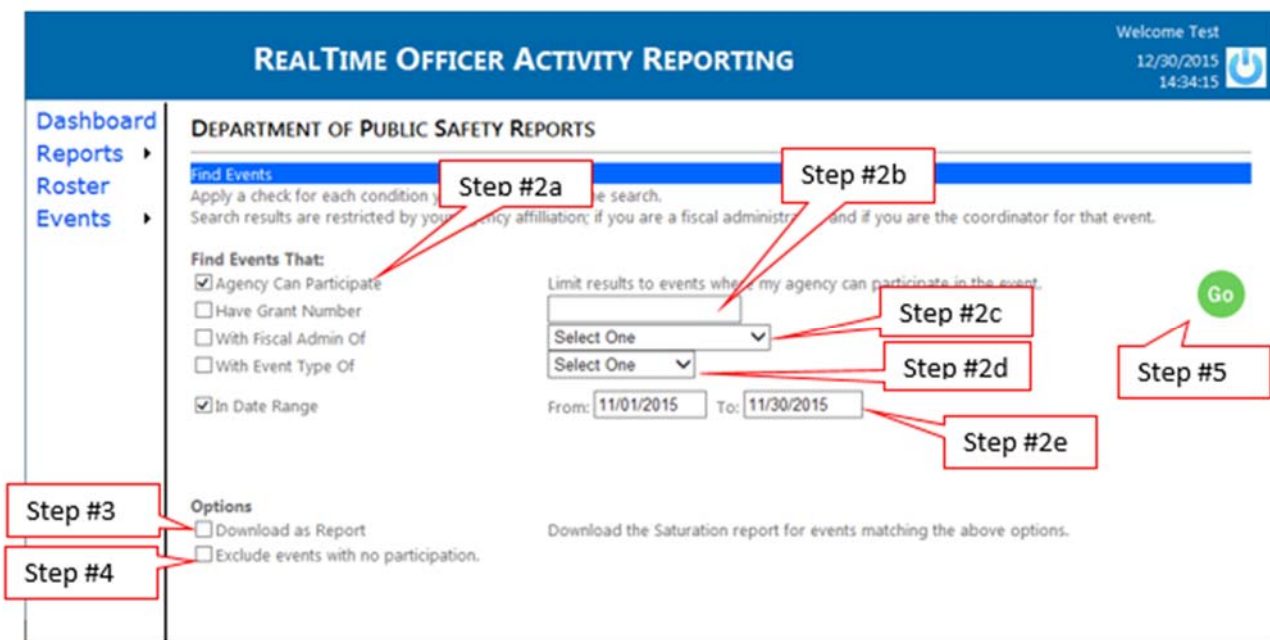 Welcome Test
REALTIME OFFICER ACTIVITY REPORTING
12/30/2015
14:34:15
Dashboard
Reports
Roster
Events
DEPARTMENT OF PUBLIC SAFETY REPORTS
Find Events
Step #2a
Step #2b
Apply a check for each condition he search.
Search results are restricted by your affilliation; if you are a fiscal and if you are the coordinator for that event.
Find Events That:
Agency Can Participate Limit results to events where my agency can participate in the event.
Go
Have Grant Number
Step #2c
With Fiscal Admin Of Select One
With Event Type Of Select One
Step #2d
Step #5
In Date Range From: 11/01/2015 To: 11/30/2015
Step #2e
Step #3
Options
Download as Report Download the Saturation report for events matching the above options.
Exclude events with no participation.
Step #4